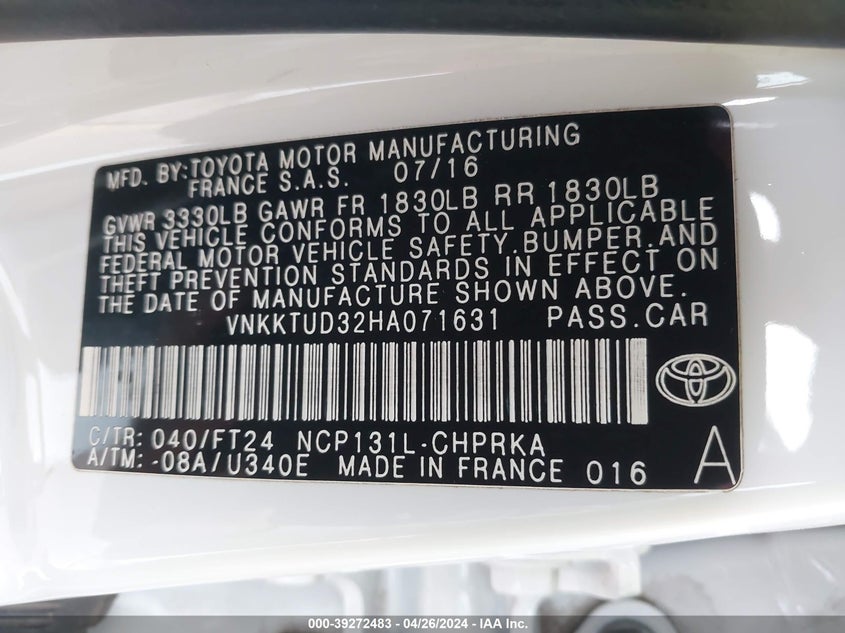 MFD. BY:TOYOTA MOTOR MANUFACTURING
FRANCE S.A.S. 07/16
GVWR 3330LB GAWR FR 1830LB RR 1830LB
THIS VEHICLE CONFORMS TO ALL APPLICABLE
FEDERAL MOTOR VEHICLE SAFETY.BUMPER.AND
THEFT PREVENTION STANDARDS IN EFFECT ON
THE DATE OF MANUFACTURE SHOWN ABOVE.
VNKKTUD32HA071631 PASS.CAR
C/TR: 040/FT24 NCP131L-CHPRKA
A/TM: -08A/U340E MADE IN FRANCE 016 A
000-39272483 - 04/26/2024 - IAA Inc.